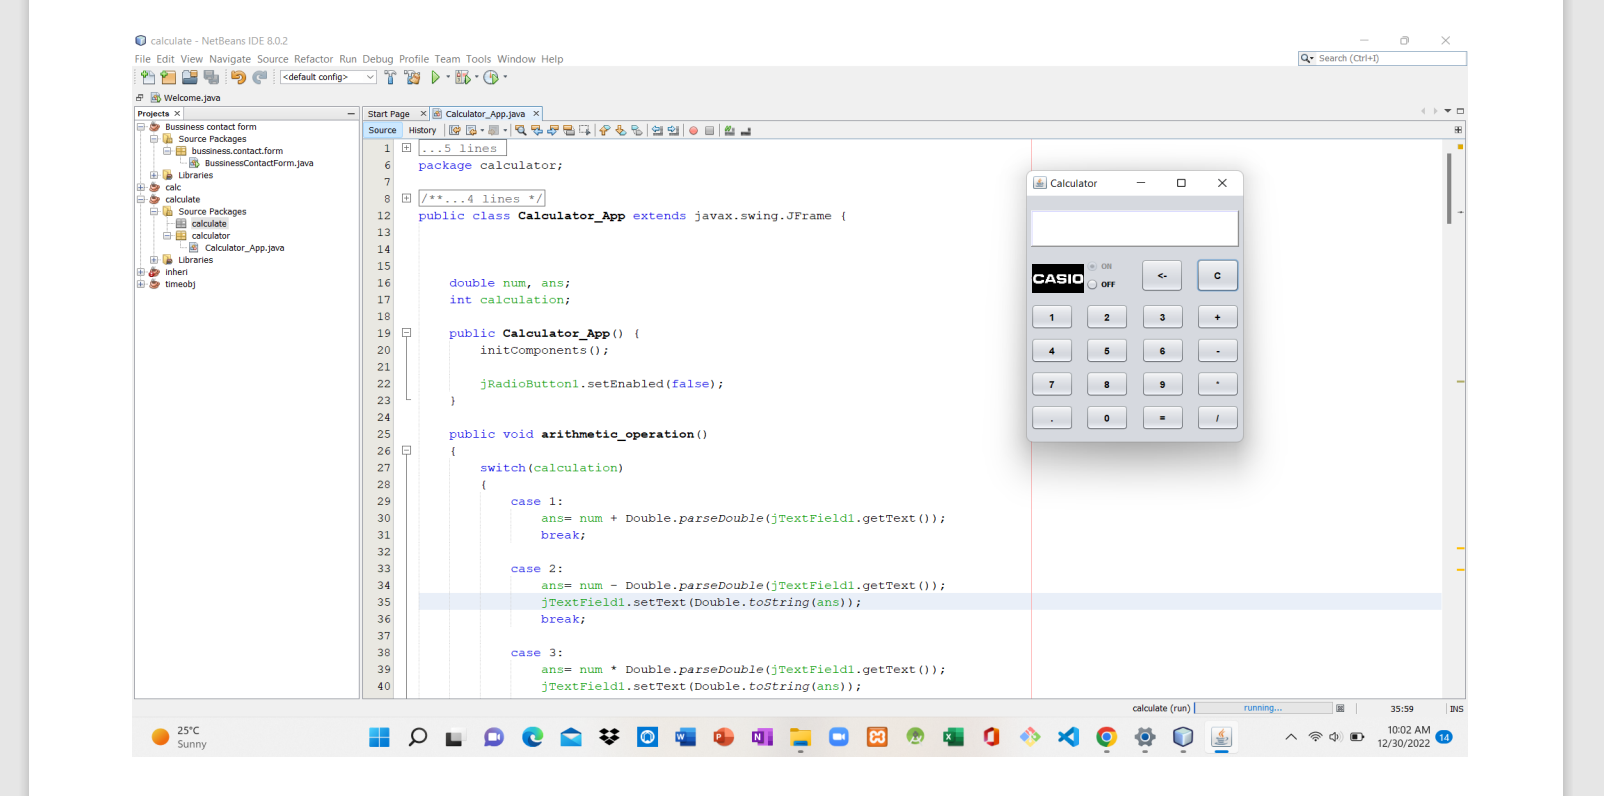 calculate - NetBeans IDE 8.0.2
File Edit View Navigate Source Refactor Run Debug Profile Team Tools Window Help
Search (Ctrl+I)
<default config>
Welcome.java
Projects
Start Page
Calculator_App.java
Source History
Bussiness contact form
Source Packages
bussiness.contact.form
BussinessContactForm.java
Libraries
calc
calculate
Source Packages
calculate
calculator
Calculator_App.java
Libraries
inheri
timeobj
1 ...5 lines
6 package calculator;
7
8 /**...4 lines */
12 public class Calculator_App extends javax.swing.JFrame {
13
14
15
16 double num, ans;
17 int calculation;
18
19 public Calculator_App() {
20 initComponents();
21
22 jRadioButton1.setEnabled(false);
23 }
24
25 public void arithmetic_operation()
26 {
27 switch(calculation)
28 {
29 case 1:
30 ans= num + Double.parseDouble(jTextField1.getText());
31 break;
32
33 case 2:
34 ans= num - Double.parseDouble(jTextField1.getText());
35 jTextField1.setText(Double.toString(ans));
36 break;
37
38 case 3:
39 ans= num * Double.parseDouble(jTextField1.getText());
40 jTextField1.setText(Double.toString(ans));
Calculator
CASIO
ON
OFF
<- C
1 2 3 +
4 5 6 -
7 8 9 *
. 0 = /
calculate (run) running... 35:59 INS
25°C
Sunny
10:02 AM
12/30/2022
14